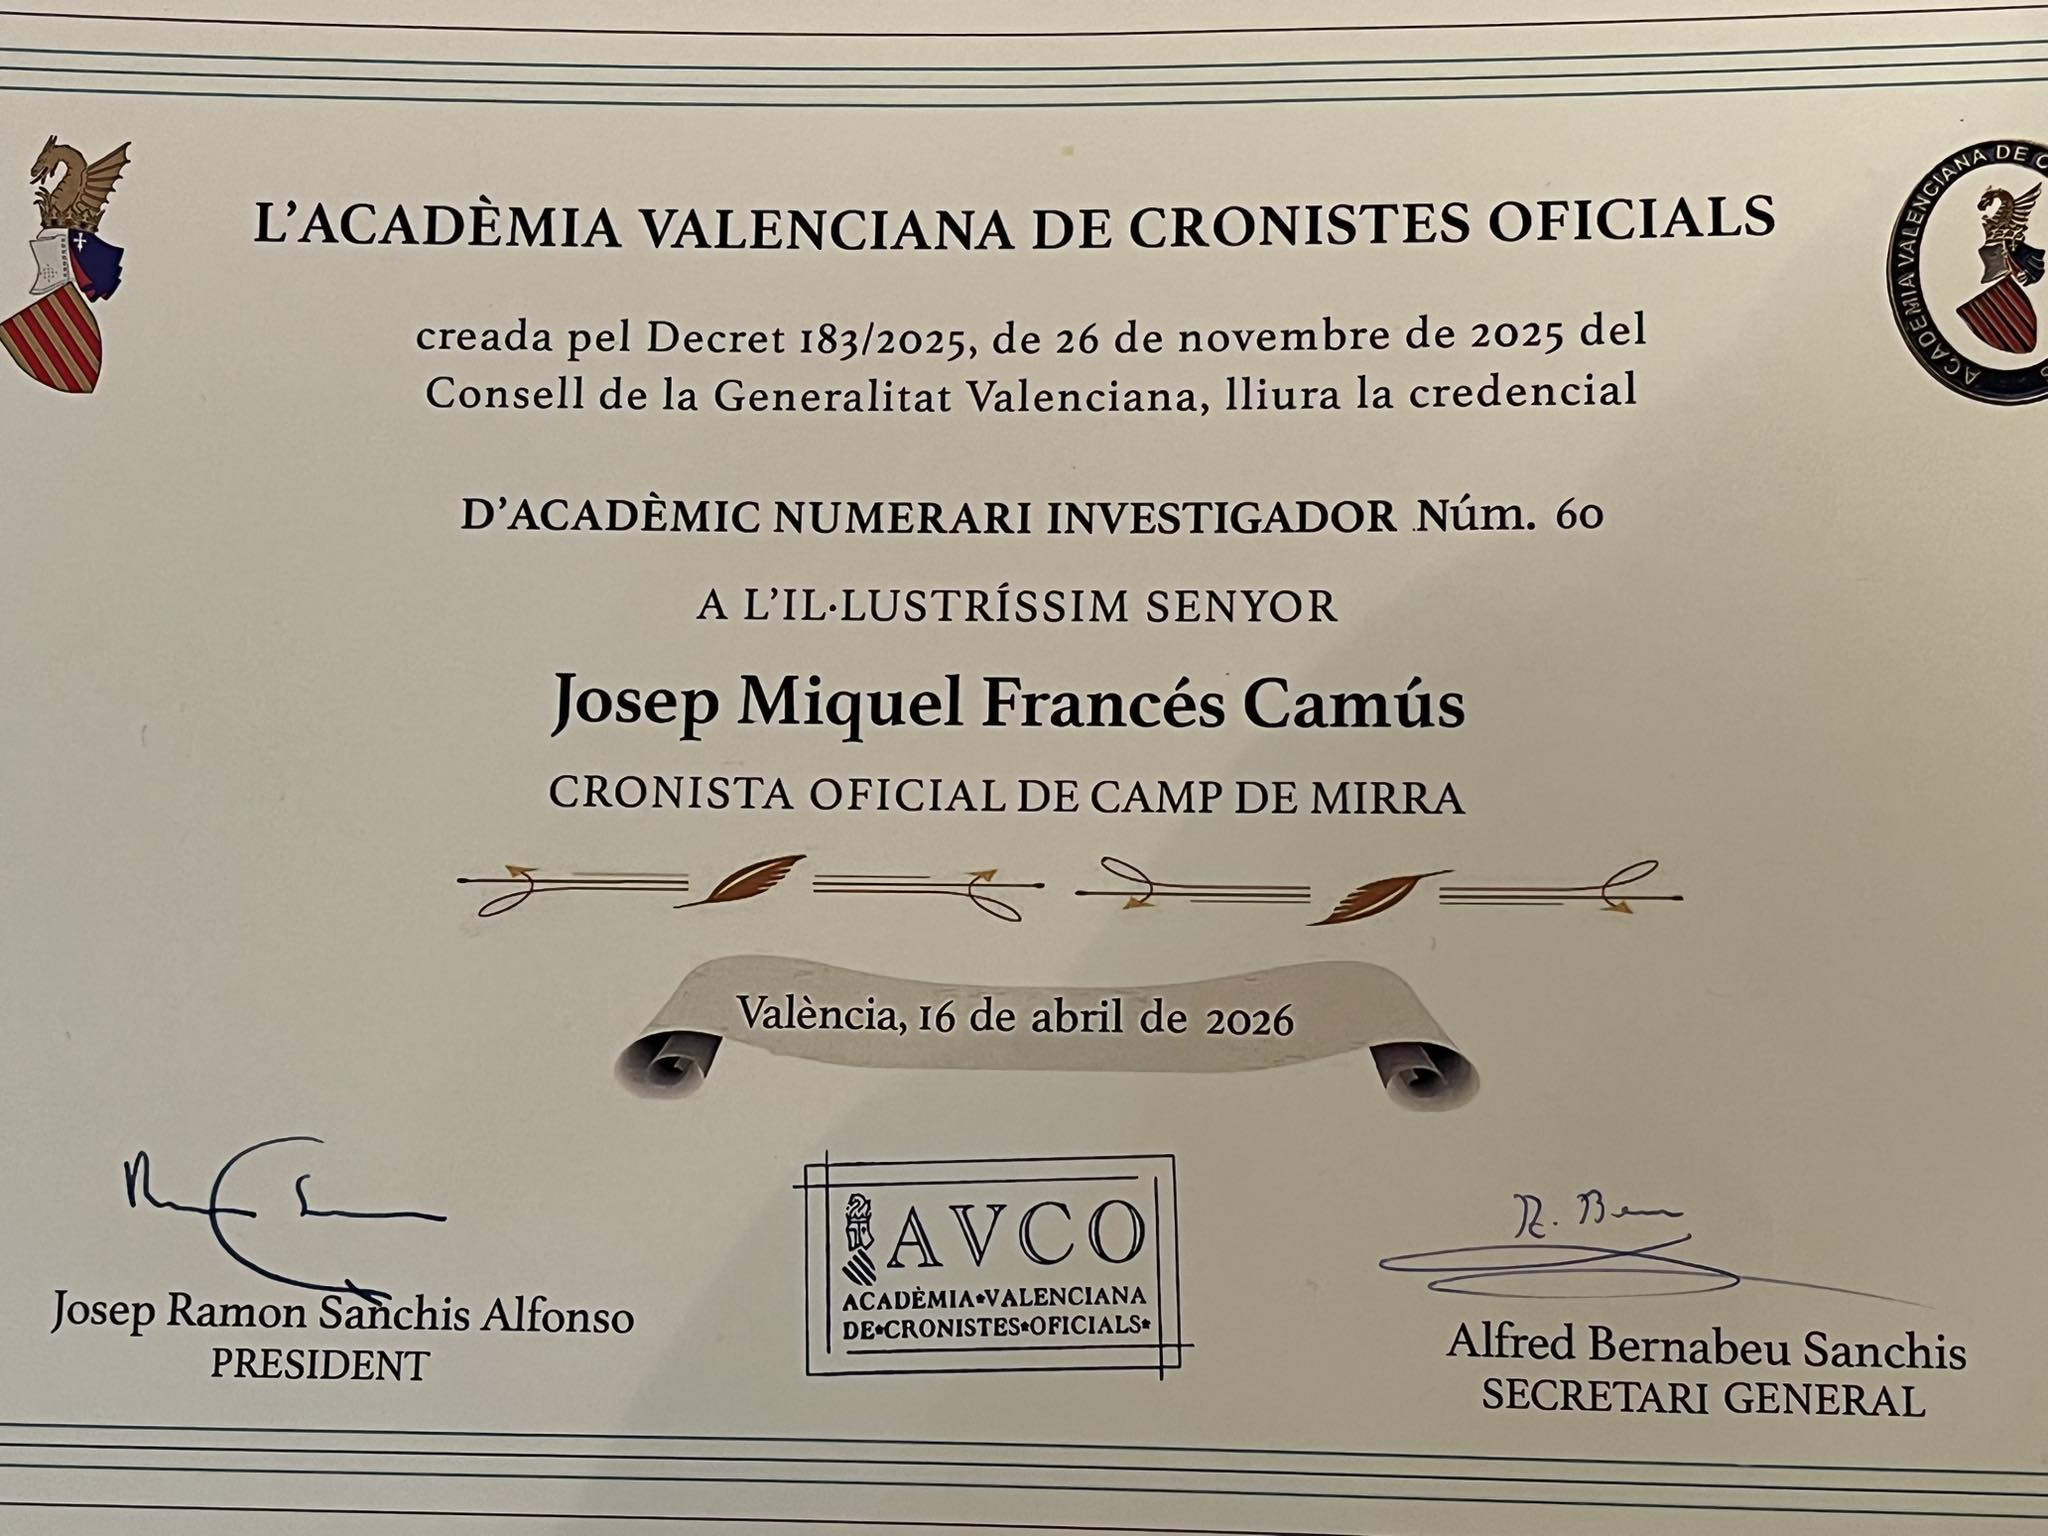 L'ACADÈMIA VALENCIANA DE CRONISTES OFICIALS
creada pel Decret 183/2025, de 26 de novembre de 2025 del
Consell de la Generalitat Valenciana, lliura la credencial
D'ACADÈMIC NUMERARI INVESTIGADOR Núm. 60
A L'IL·LUSTRÍSSIM SENYOR
Josep Miquel Francés Camús
CRONISTA OFICIAL DE CAMP DE MIRRA
València, 16 de abril de 2026
Josep Ramon Sanchis Alfonso
PRESIDENT
AVCO
ACADÈMIA•VALENCIANA
DE•CRONISTES•OFICIALS•
Alfred Bernabeu Sanchis
SECRETARI GENERAL
ACADÈMIA VALENCIANA DE